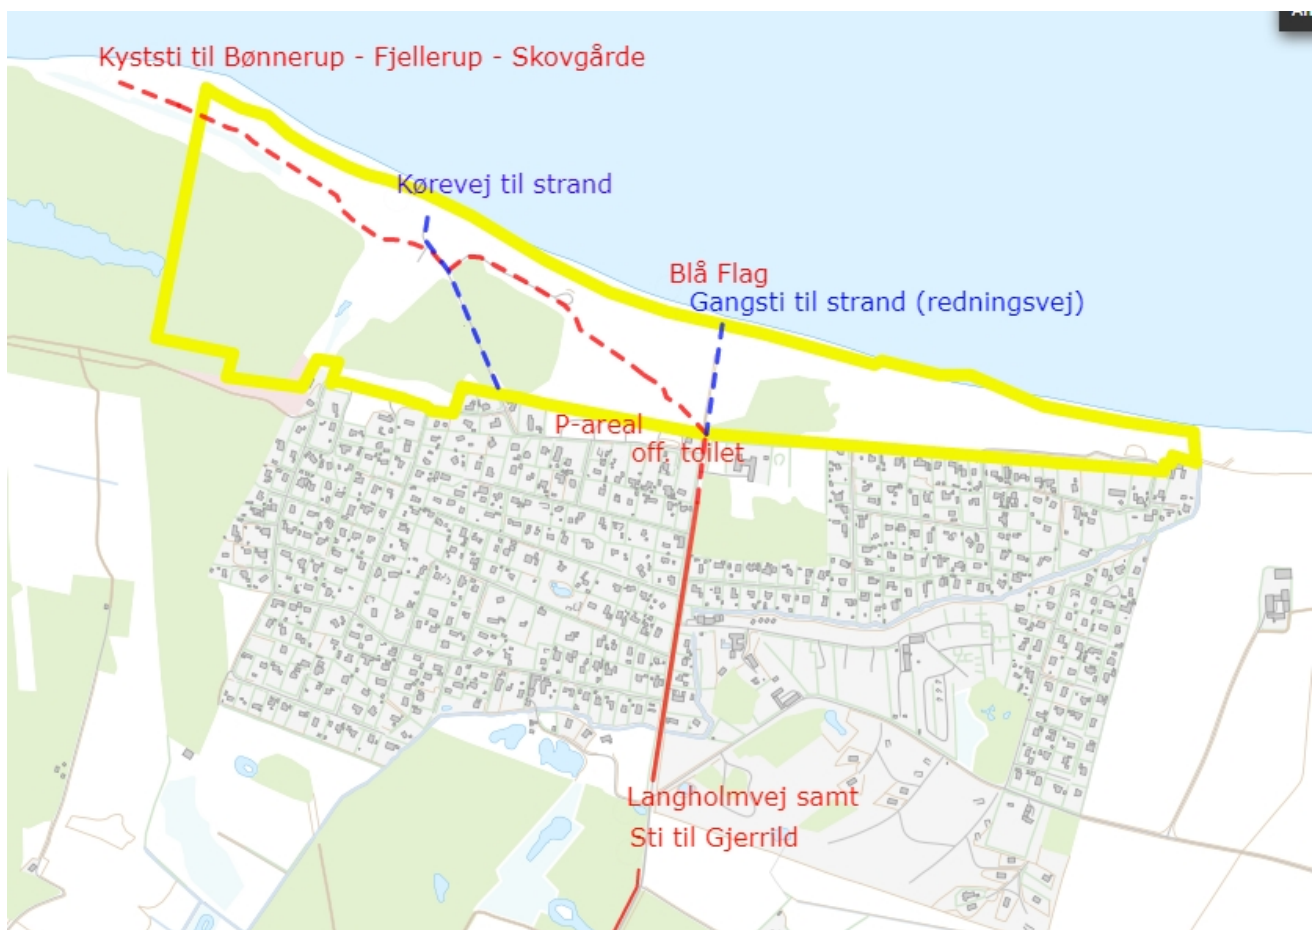 Kyststi til Bønnerup - Fjellerup - Skovgårde
Kørevej til strand
Blå Flag
Gangsti til strand (redningsvej)
P-areal
off. toilet
Langholmvej samt
Sti til Gjerrild